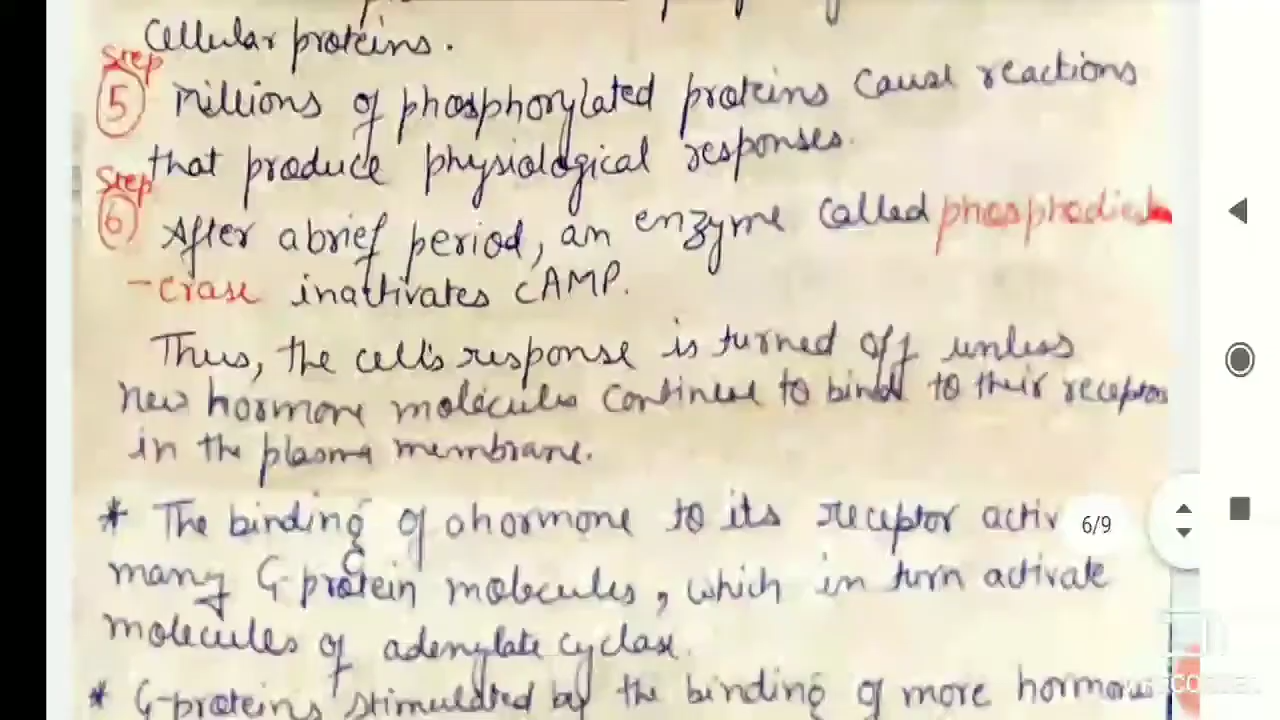 cellular proteins.
Step
5 Millions of phosphorylated proteins cause reactions
that produce physiological responses.
Step
6 After a brief period, an enzyme called phosphodiest
-erase inactivates cAMP.
Thus, the cell's response is turned off unless
new hormone molecules continue to bind to their receptors
in the plasma membrane.
* The binding of a hormone to its receptor activ
6/9
many G-protein molecules, which in turn activate
molecules of adenylate cyclase.
* G-proteins stimulated by the binding of more hormone